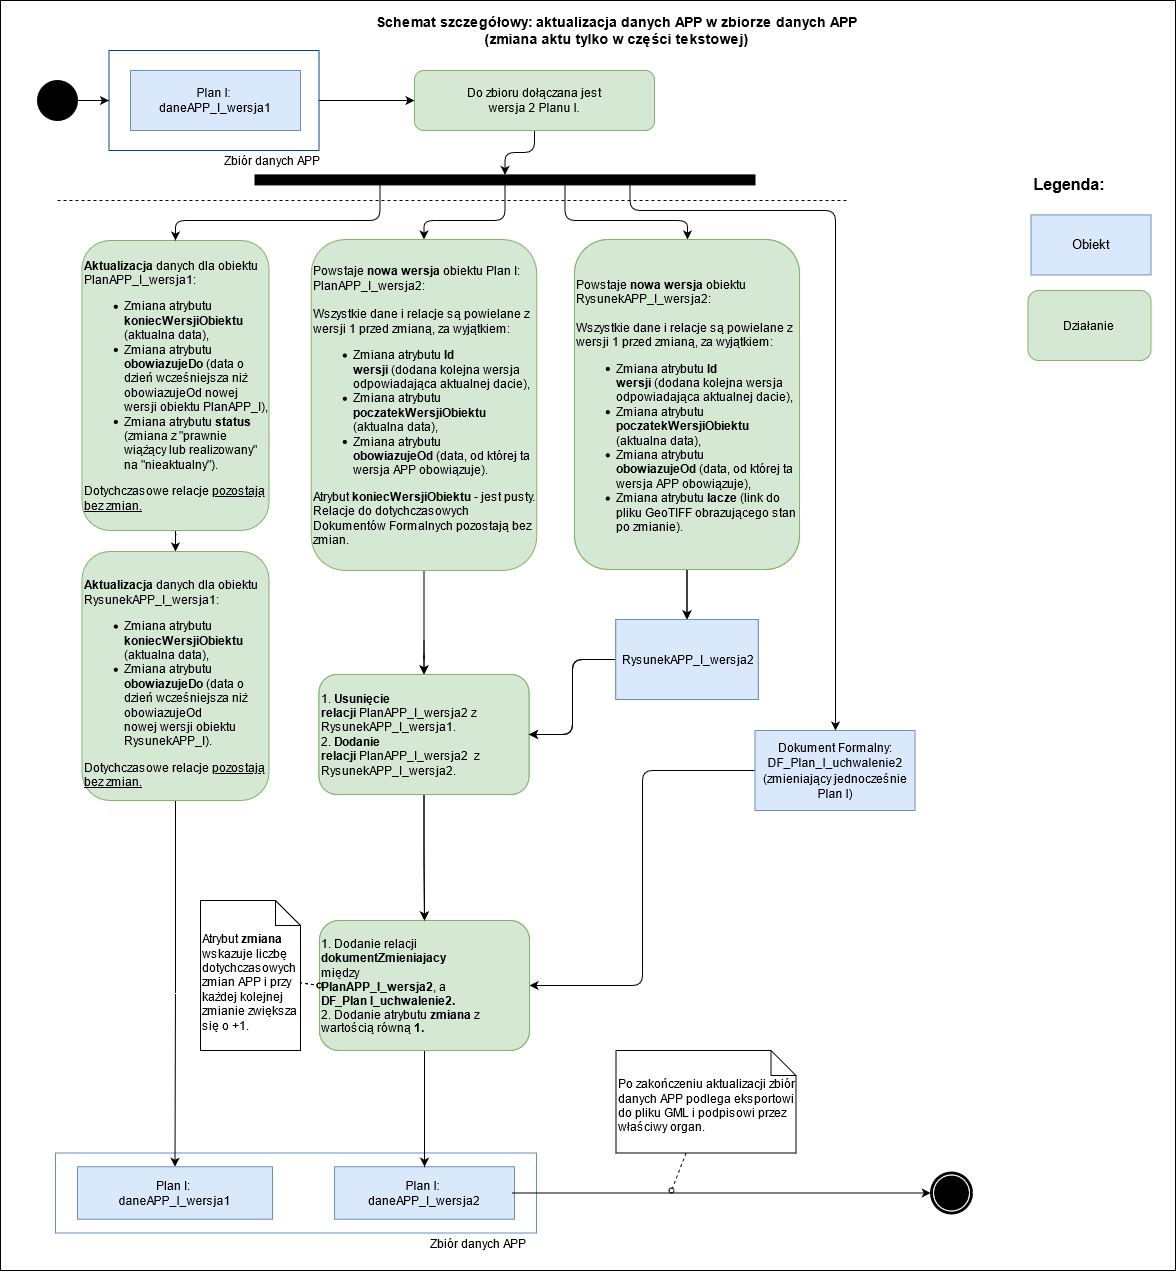 Schemat szczegółowy: aktualizacja danych APP w zbiorze danych APP
(zmiana aktu tylko w części tekstowej)
Plan I:
daneAPP_I_wersja1
Zbiór danych APP
Do zbioru dołączana jest
wersja 2 Planu I.
Legenda:
Obiekt
Działanie
Aktualizacja danych dla obiektu
PlanAPP_I_wersja1:
• Zmiana atrybutu
koniecWersjiObiektu
(aktualna data),
• Zmiana atrybutu
obowiazujeDo (data o
dzień wcześniejsza niż
obowiazujeOd nowej
wersji obiektu PlanAPP_I),
• Zmiana atrybutu status
(zmiana z "prawnie
wiążący lub realizowany"
na "nieaktualny").
Dotychczasowe relacje pozostają
bez zmian.
Powstaje nowa wersja obiektu Plan I:
PlanAPP_I_wersja2:
Wszystkie dane i relacje są powielane z
wersji 1 przed zmianą, za wyjątkiem:
• Zmiana atrybutu Id
wersji (dodana kolejna wersja
odpowiadająca aktualnej dacie),
• Zmiana atrybutu
poczatekWersjiObiektu
(aktualna data),
• Zmiana atrybutu
obowiazujeOd (data, od której ta
wersja APP obowiązuje).
Atrybut koniecWersjiObiektu - jest pusty.
Relacje do dotychczasowych
Dokumentów Formalnych pozostają bez
zmian.
Powstaje nowa wersja obiektu
RysunekAPP_I_wersja2:
Wszystkie dane i relacje są powielane z
wersji 1 przed zmianą, za wyjątkiem:
• Zmiana atrybutu Id
wersji (dodana kolejna wersja
odpowiadająca aktualnej dacie),
• Zmiana atrybutu
poczatekWersjiObiektu
(aktualna data),
• Zmiana atrybutu
obowiazujeOd (data, od której ta
wersja APP obowiązuje),
• Zmiana atrybutu lacze (link do
pliku GeoTIFF obrazującego stan
po zmianie).
Aktualizacja danych dla obiektu
RysunekAPP_I_wersja1:
• Zmiana atrybutu
koniecWersjiObiektu
(aktualna data),
• Zmiana atrybutu
obowiazujeDo (data o
dzień wcześniejsza niż
obowiazujeOd
nowej wersji obiektu
RysunekAPP_I).
Dotychczasowe relacje pozostają
bez zmian.
RysunekAPP_I_wersja2
1. Usunięcie
relacji PlanAPP_I_wersja2 z
RysunekAPP_I_wersja1.
2. Dodanie
relacji PlanAPP_I_wersja2 z
RysunekAPP_I_wersja2.
Dokument Formalny:
DF_Plan_I_uchwalenie2
(zmieniający jednocześnie
Plan I)
Atrybut zmiana
wskazuje liczbę
dotychczasowych
zmian APP i przy
każdej kolejnej
zmianie zwiększa
się o +1.
1. Dodanie relacji
dokumentZmieniajacy
między
PlanAPP_I_wersja2, a
DF_Plan I_uchwalenie2.
2. Dodanie atrybutu zmiana z
wartością równą 1.
Po zakończeniu aktualizacji zbiór
danych APP podlega eksportowi
do pliku GML i podpisowi przez
właściwy organ.
Plan I:
daneAPP_I_wersja1
Plan I:
daneAPP_I_wersja2
Zbiór danych APP